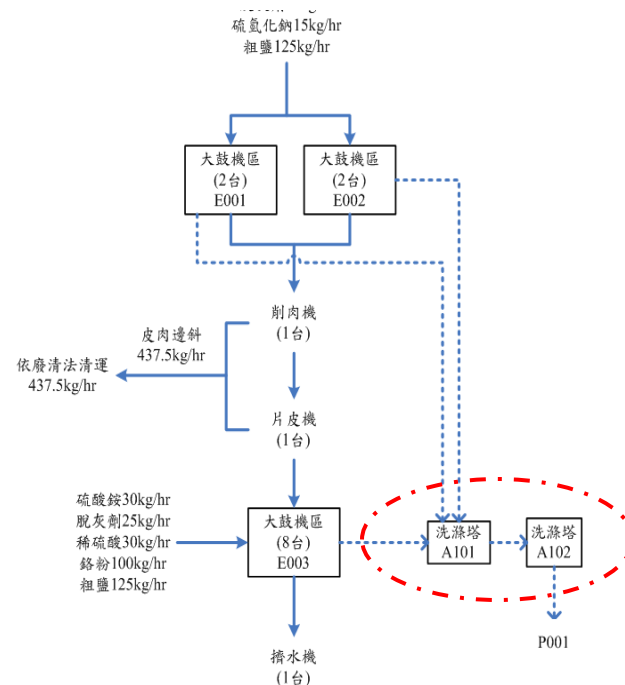 硫氫化鈉15kg/hr
粗鹽125kg/hr
大鼓機區
(2台)
E001
大鼓機區
(2台)
E002
削肉機
(1台)
皮肉邊斜
437.5kg/hr
依廢清法清運
437.5kg/hr
片皮機
(1台)
硫酸銨30kg/hr
脫灰劑25kg/hr
稀硫酸30kg/hr
鉻粉100kg/hr
粗鹽125kg/hr
大鼓機區
(8台)
E003
洗滌塔
A101
洗滌塔
A102
P001
擠水機
(1台)